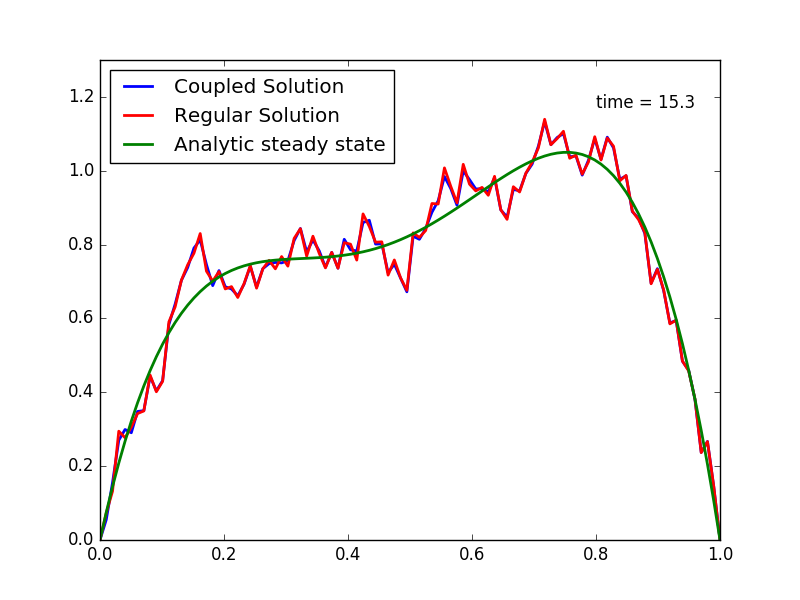 1.2
1.0
0.8
0.6
0.4
0.2
0.0
Coupled Solution
Regular Solution
Analytic steady state
time = 15.3
0.0 0.2 0.4 0.6 0.8 1.0